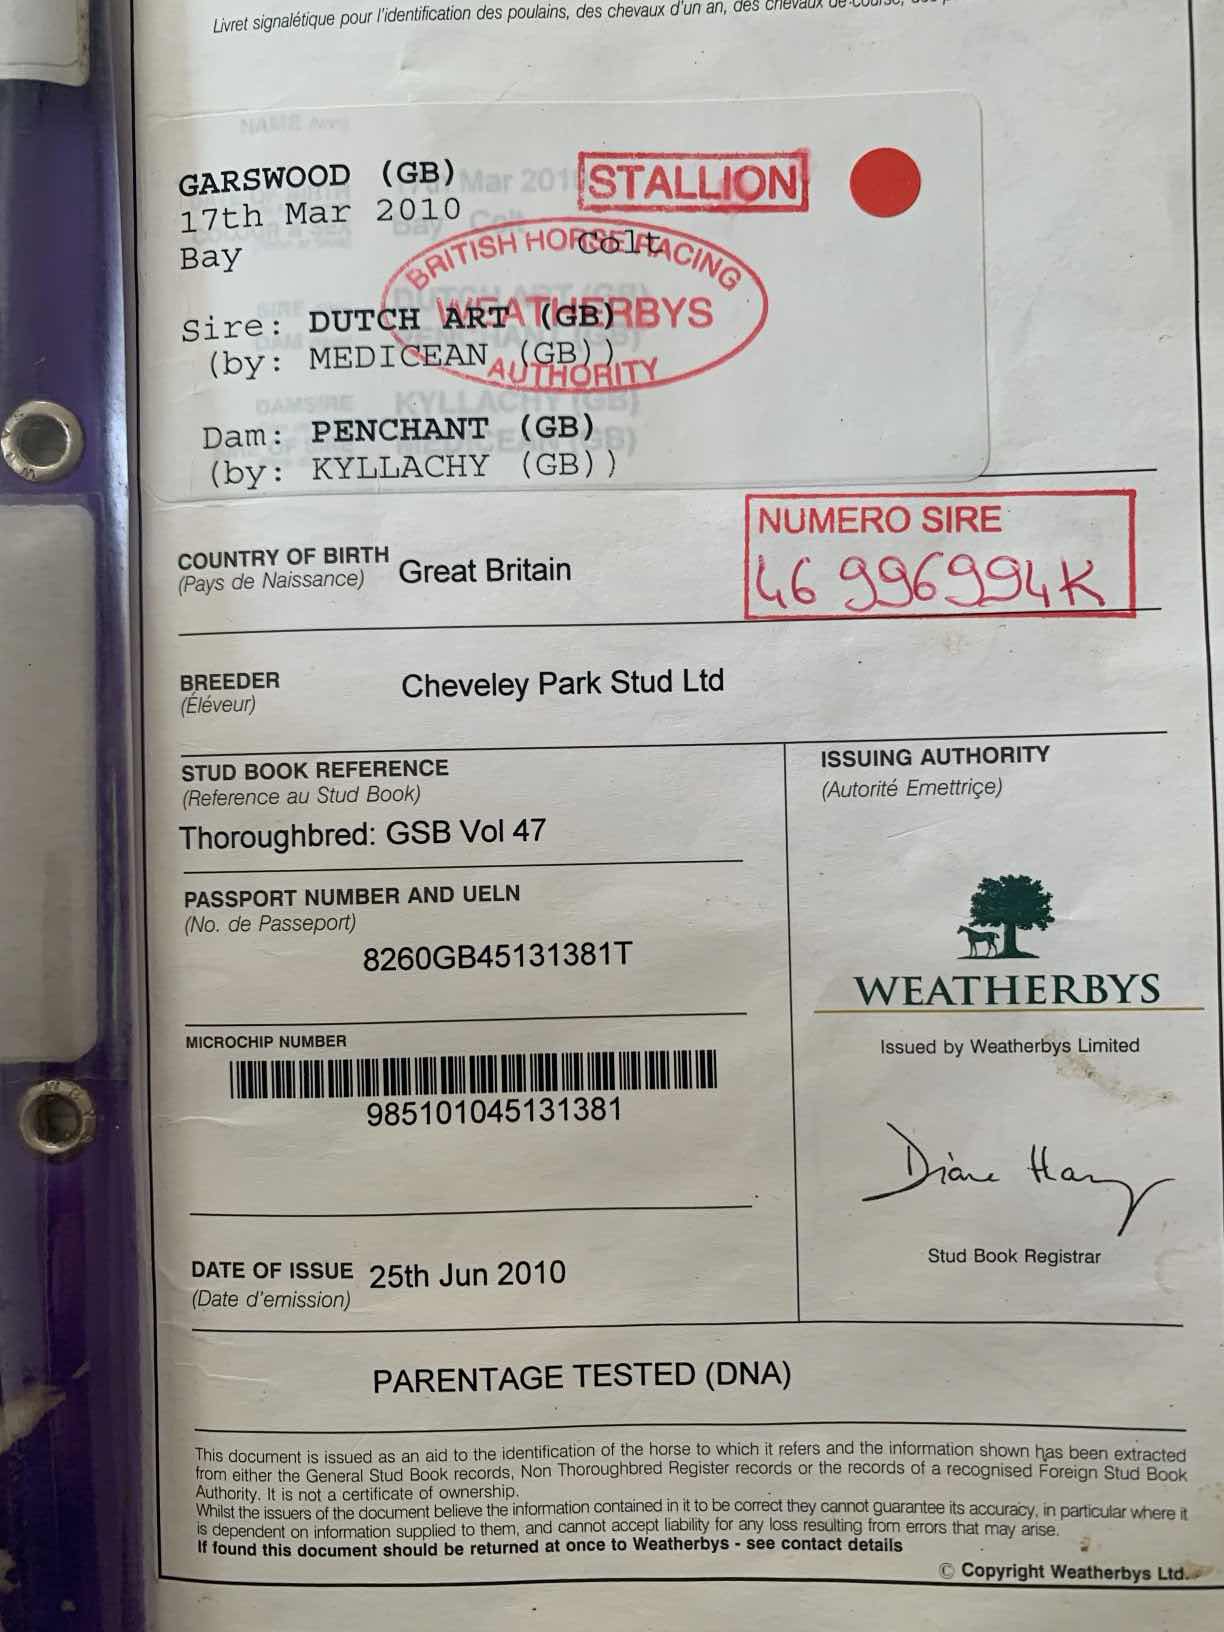 Livret signalétique pour l'identification des poulains, des chevaux d'un an, des chevaux de course, des
GARSWOOD (GB)
STALLION
17th Mar 2010
Bay
Colt
BRITISH HORSE RACING
WEATHERBYS
AUTHORITY
Sire: DUTCH ART (GB)
(by: MEDICEAN (GB))
Dam: PENCHANT (GB)
(by: KYLLACHY (GB))
NUMERO SIRE
46 996994K
COUNTRY OF BIRTH
(Pays de Naissance)
Great Britain
BREEDER
(Éléveur)
Cheveley Park Stud Ltd
STUD BOOK REFERENCE
(Reference au Stud Book)
Thoroughbred: GSB Vol 47
PASSPORT NUMBER AND UELN
(No. de Passeport)
8260GB45131381T
MICROCHIP NUMBER
985101045131381
DATE OF ISSUE
(Date d'emission)
25th Jun 2010
ISSUING AUTHORITY
(Autorité Emettriçe)
WEATHERBYS
Issued by Weatherbys Limited
Diane
Stud Book Registrar
PARENTAGE TESTED (DNA)
This document is issued as an aid to the identification of the horse to which it refers and the information shown has been extracted
from either the General Stud Book records, Non Thoroughbred Register records or the records of a recognised Foreign Stud Book
Authority. It is not a certificate of ownership.
Whilst the issuers of the document believe the information contained in it to be correct they cannot guarantee its accuracy, in particular where it
is dependent on information supplied to them, and cannot accept liability for any loss resulting from errors that may arise.
If found this document should be returned at once to Weatherbys - see contact details
© Copyright Weatherbys Ltd.